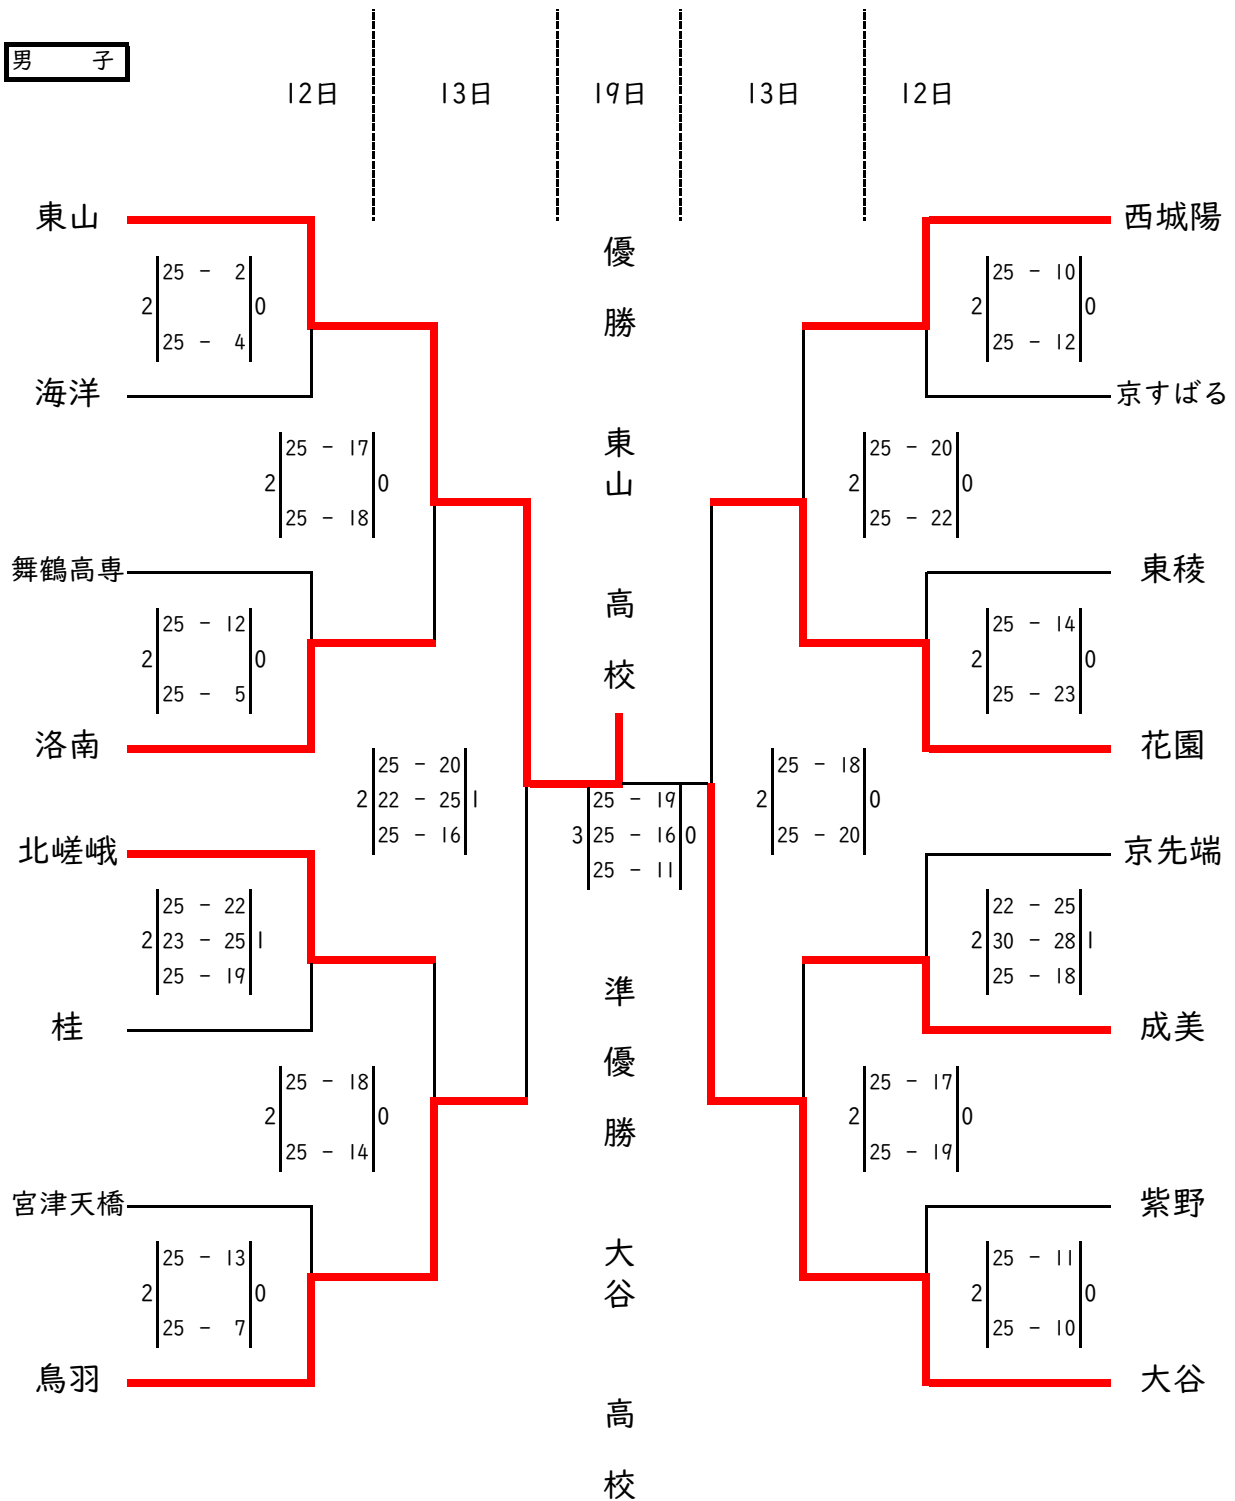 男 子
12日 13日 19日 13日 12日
東山
25 - 2
2 0
25 - 4
海洋
25 - 17
2 0
25 - 18
舞鶴高専
25 - 12
2 0
25 - 5
洛南
25 - 20
2 22 - 25 1
25 - 16
北嵯峨
25 - 22
2 23 - 25 1
25 - 19
桂
25 - 18
2 0
25 - 14
宮津天橋
25 - 13
2 0
25 - 7
鳥羽
優勝
東山
高校
25 - 19
3 25 - 16 0
25 - 11
準優勝
大谷
高校
西城陽
25 - 10
2 0
25 - 12
京すばる
25 - 20
2 0
25 - 22
東稜
25 - 14
2 0
25 - 23
花園
25 - 18
2 0
25 - 20
京先端
22 - 25
2 30 - 28 1
25 - 18
成美
25 - 17
2 0
25 - 19
紫野
25 - 11
2 0
25 - 10
大谷